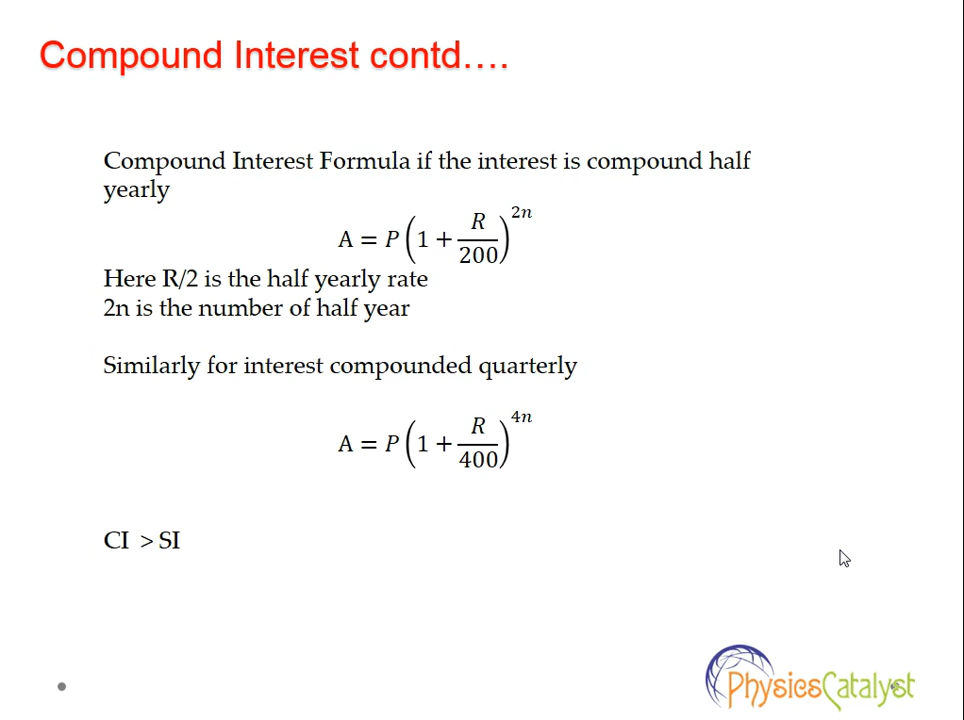 Compound Interest contd….
Compound Interest Formula if the interest is compound half
yearly
A = P(1 + R/200)^2n
Here R/2 is the half yearly rate
2n is the number of half year
Similarly for interest compounded quarterly
A = P(1 + R/400)^4n
CI > SI
PhysicsCatalyst